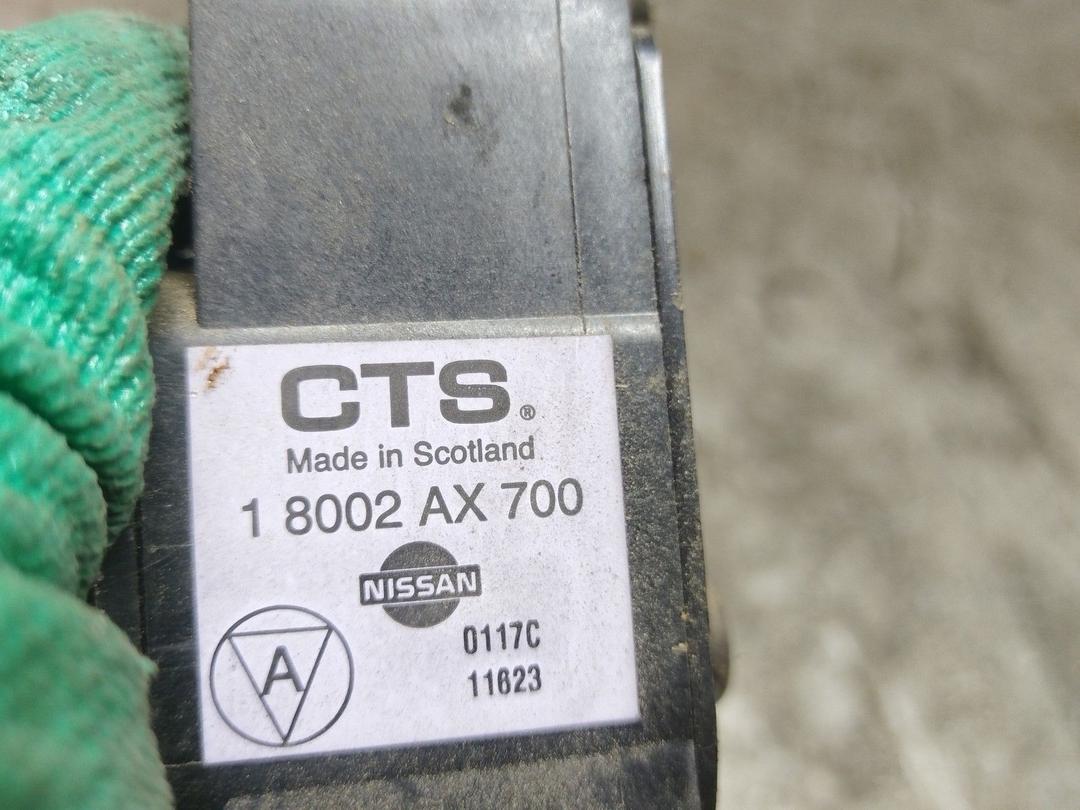 CTS®
Made in Scotland
1 8002 AX 700
NISSAN
0117C
11623
A